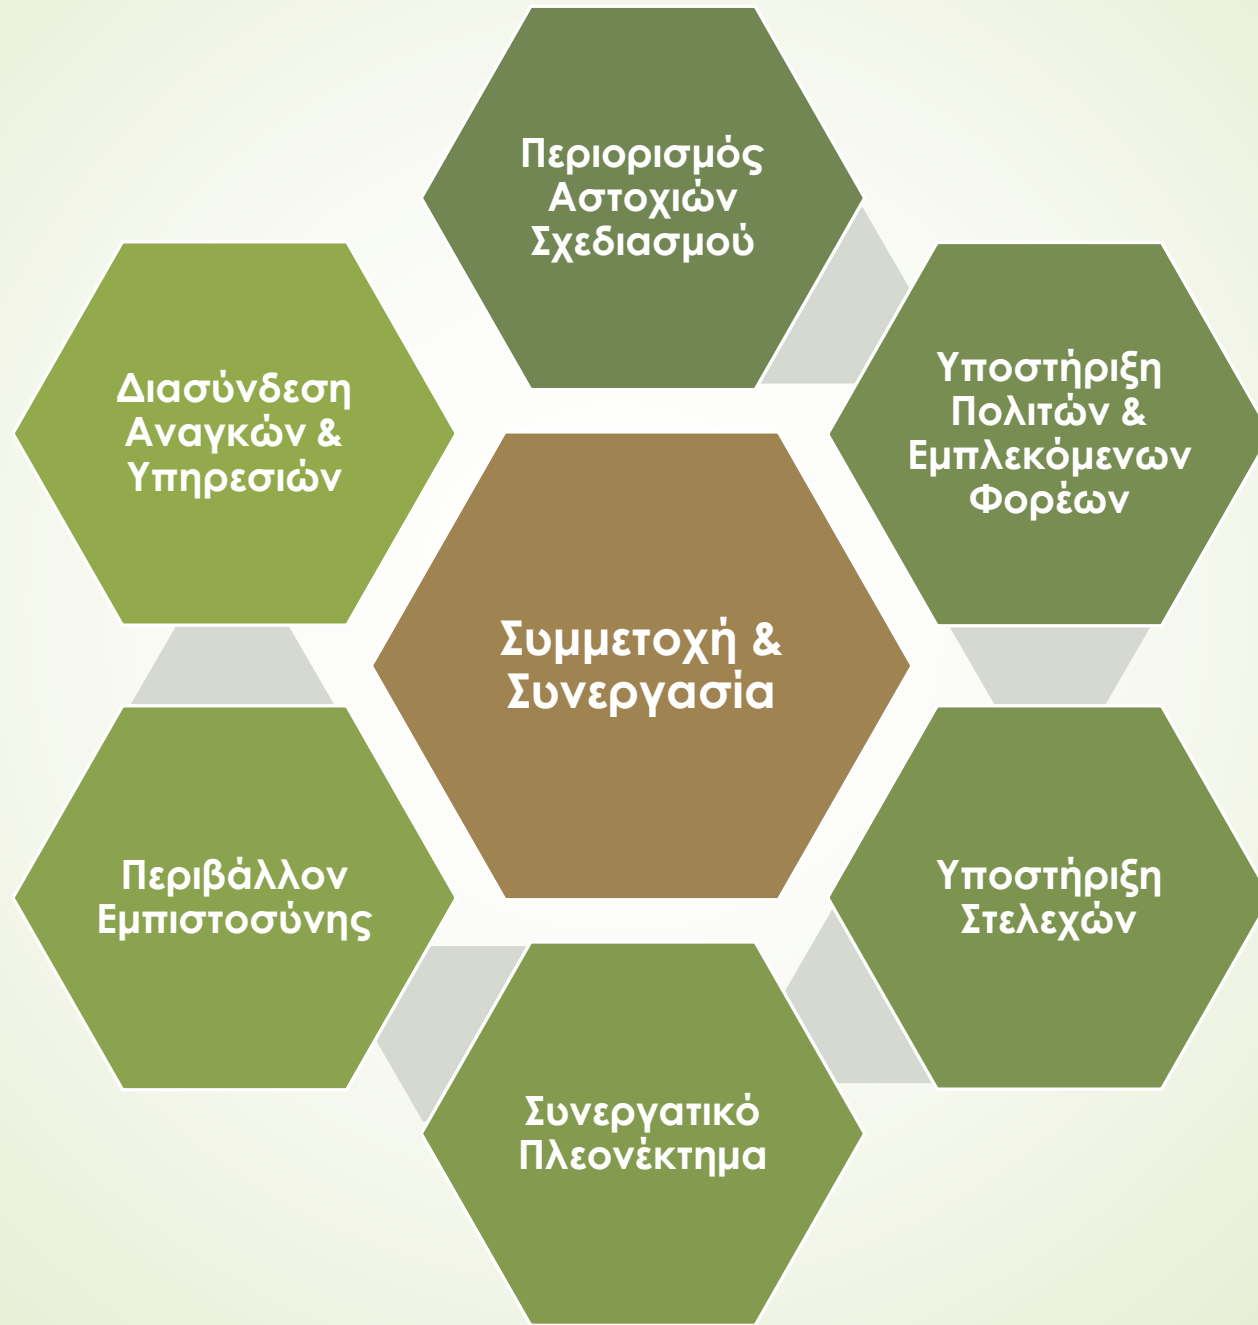 Περιορισμός
Αστοχιών
Σχεδιασμού
Υποστήριξη
Πολιτών &
Εμπλεκόμενων
Φορέων
Διασύνδεση
Αναγκών &
Υπηρεσιών
Συμμετοχή &
Συνεργασία
Περιβάλλον
Εμπιστοσύνης
Υποστήριξη
Στελεχών
Συνεργατικό
Πλεονέκτημα